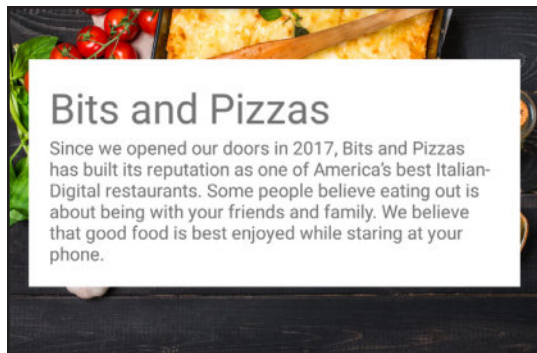 Bits and Pizzas
Since we opened our doors in 2017, Bits and Pizzas
has built its reputation as one of America's best Italian-
Digital restaurants. Some people believe eating out is
about being with your friends and family. We believe
that good food is best enjoyed while staring at your
phone.